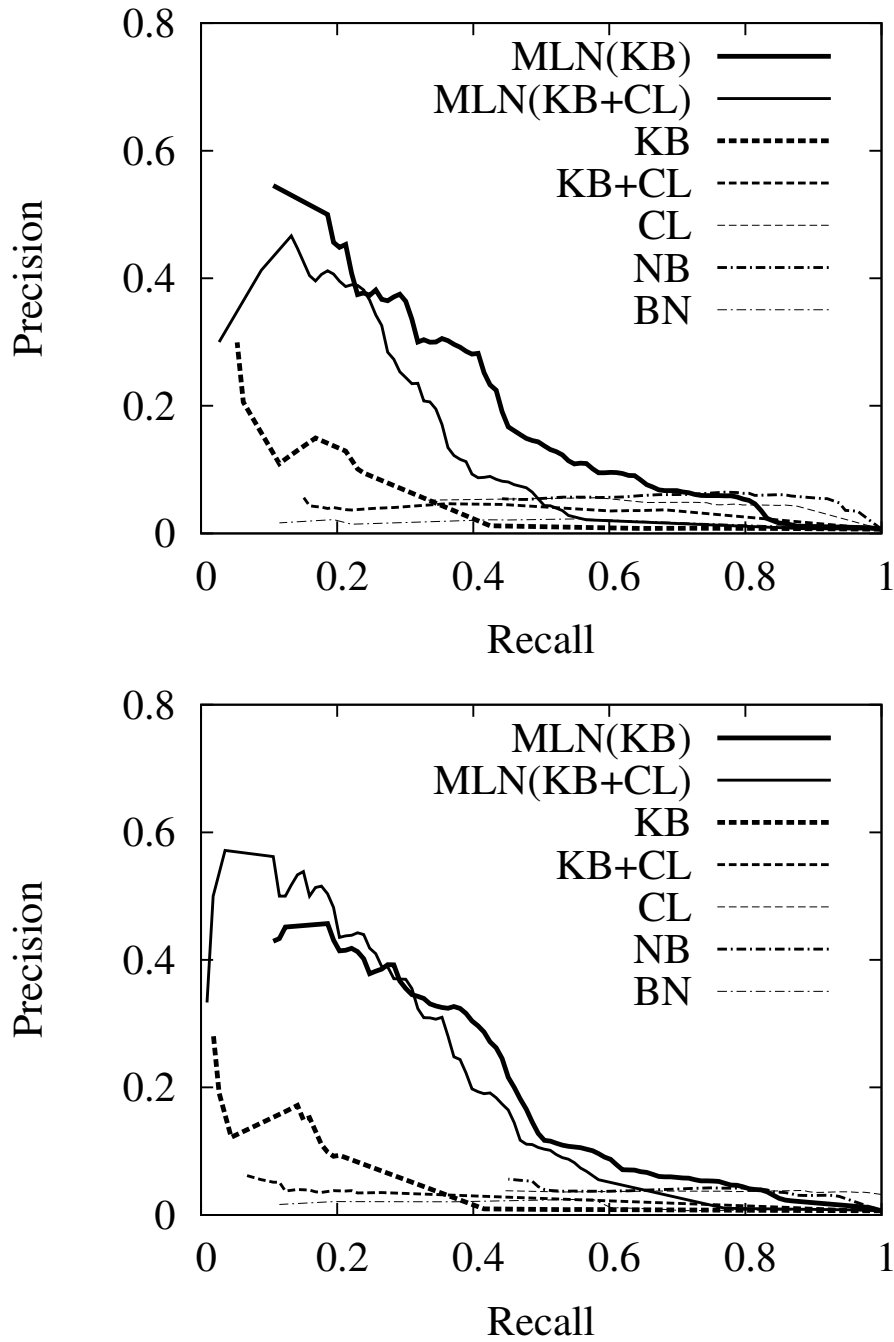 0.8
MLN(KB)
MLN(KB+CL)
0.6
KB
KB+CL
CL
0.4
NB
BN
Precision
0.2
0
0 0.2 0.4 0.6 0.8 1
Recall
0.8
MLN(KB)
MLN(KB+CL)
0.6
KB
KB+CL
CL
0.4
NB
BN
Precision
0.2
0
0 0.2 0.4 0.6 0.8 1
Recall